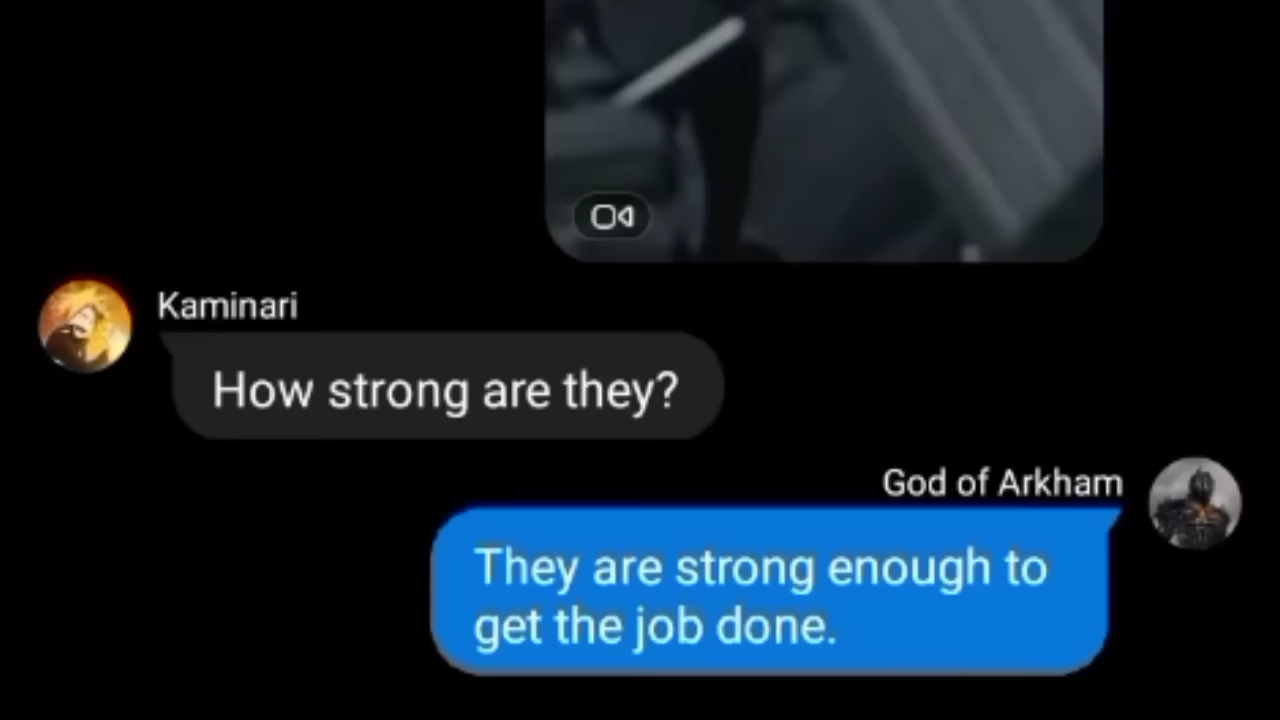 Kaminari
How strong are they?
God of Arkham
They are strong enough to
get the job done.